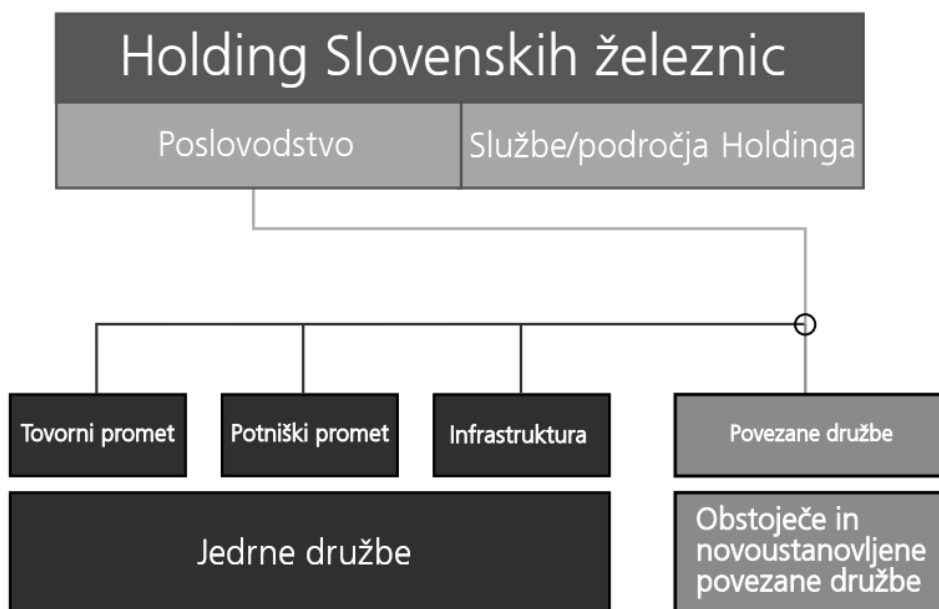 Holding Slovenskih železnic
Poslovodstvo
Službe/področja Holdinga
Tovorni promet
Potniški promet
Infrastruktura
Povezane družbe
Jedrne družbe
Obstoječe in
novoustanovljene
povezane družbe